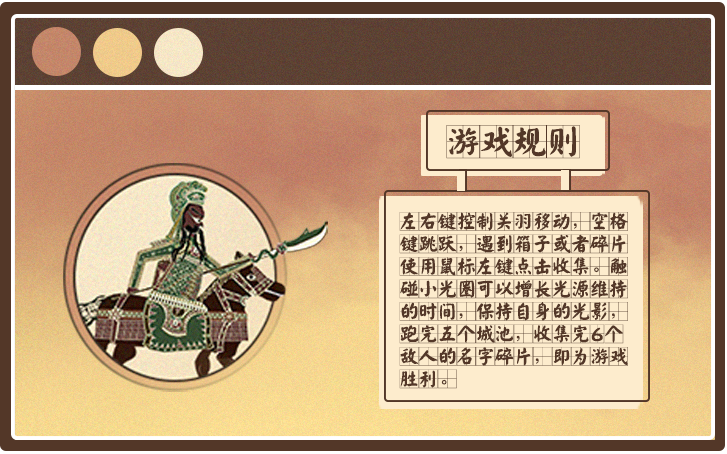 游戏规则
左右键控制关羽移动，空格
键跳跃，遇到箱子或者碎片
使用鼠标左键点击收集。触
碰小光圈可以增长光源维持
的时间，保持自身的光影，
跑完五个城池，收集完6个
敌人的名字碎片，即为游戏
胜利。